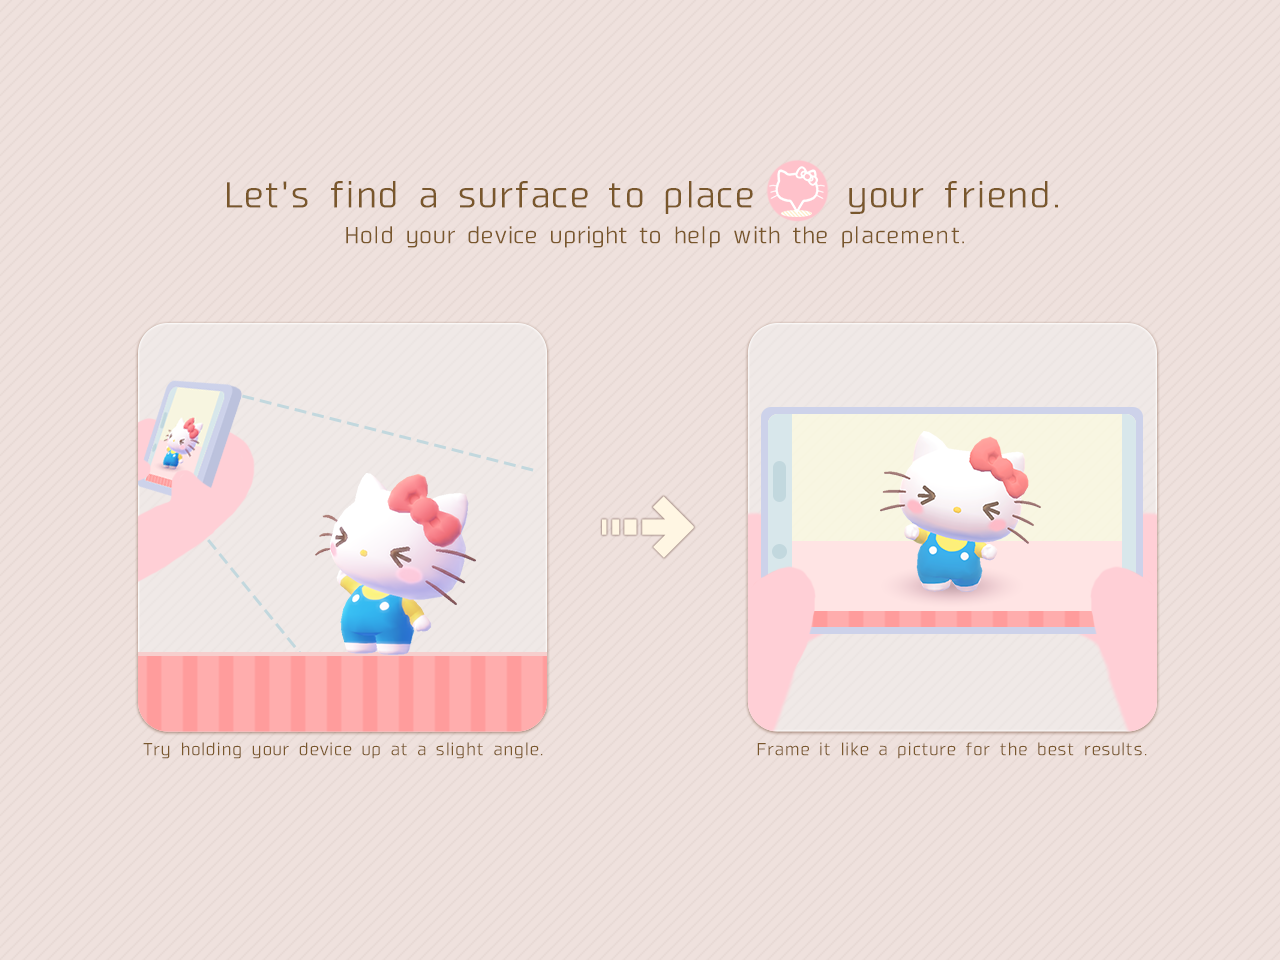 Let's find a surface to place your friend.
Hold your device upright to help with the placement.
Try holding your device up at a slight angle.
Frame it like a picture for the best results.